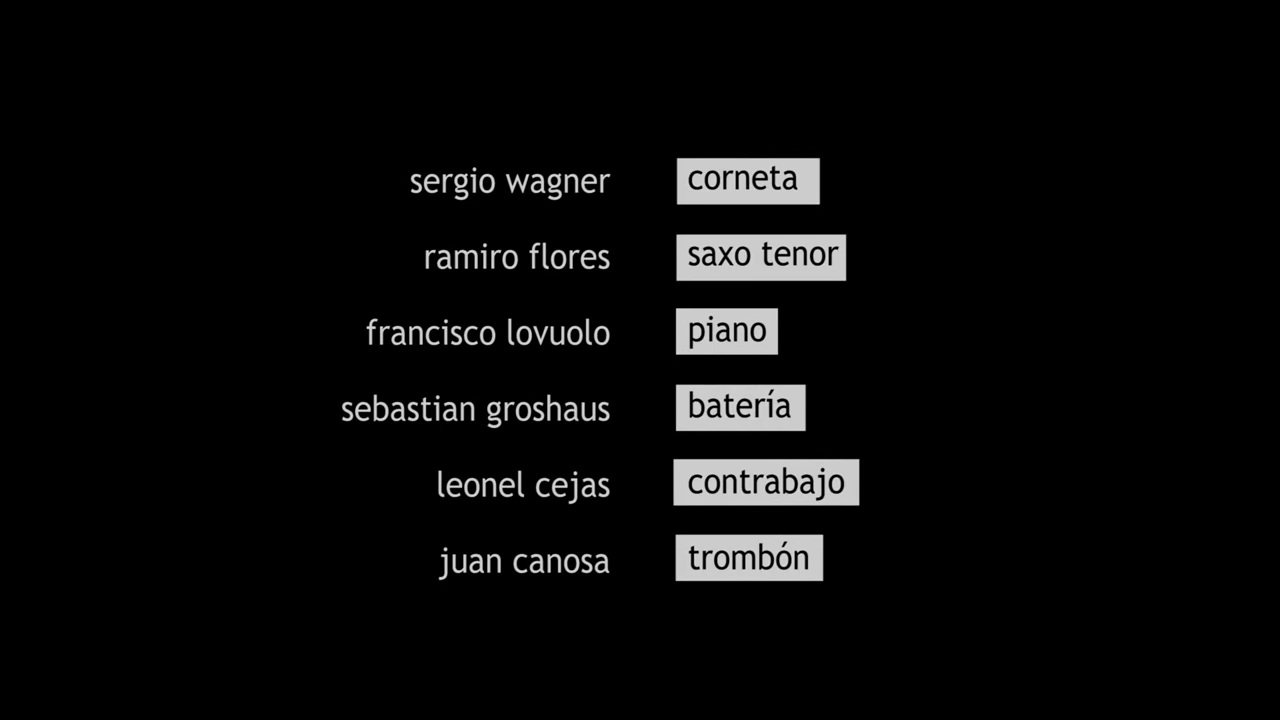 sergio wagner corneta
ramiro flores saxo tenor
francisco lovuolo piano
sebastian groshaus batería
leonel cejas contrabajo
juan canosa trombón